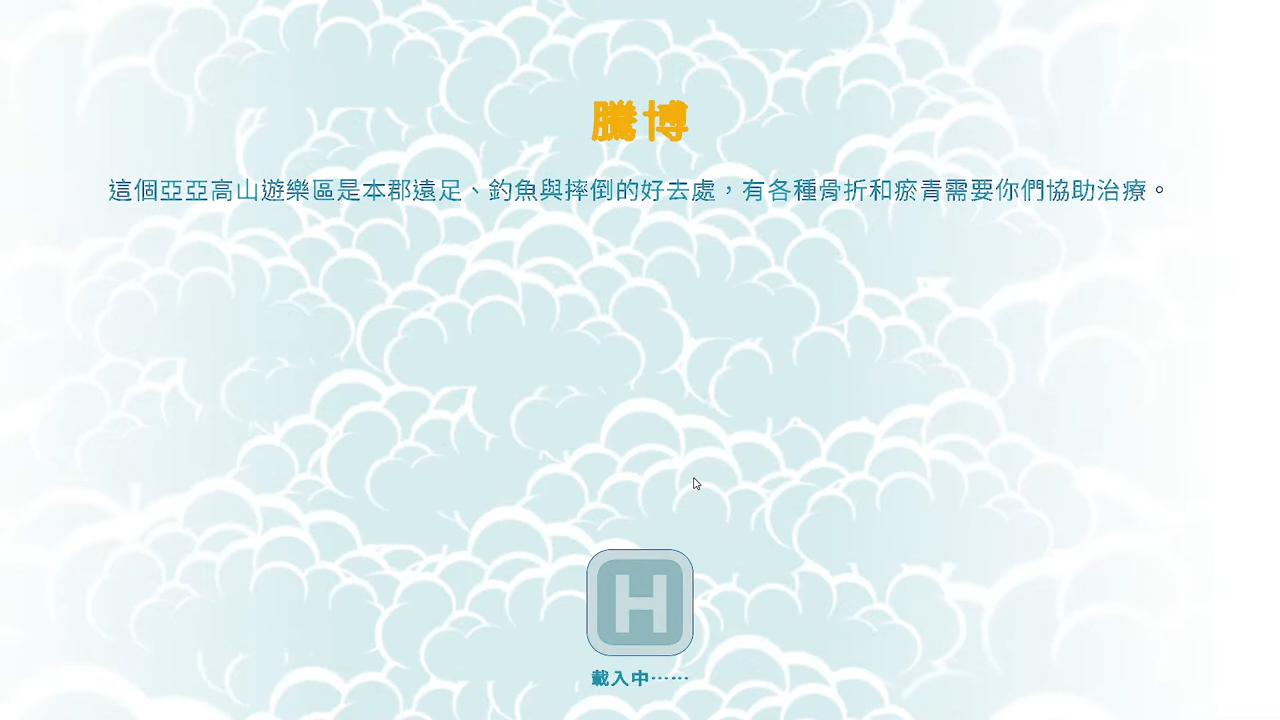 騰博
這個亞亞高山遊樂區是本郡遠足、釣魚與摔倒的好去處，有各種骨折和瘀青需要你們協助治療。
H
載入中⋯⋯